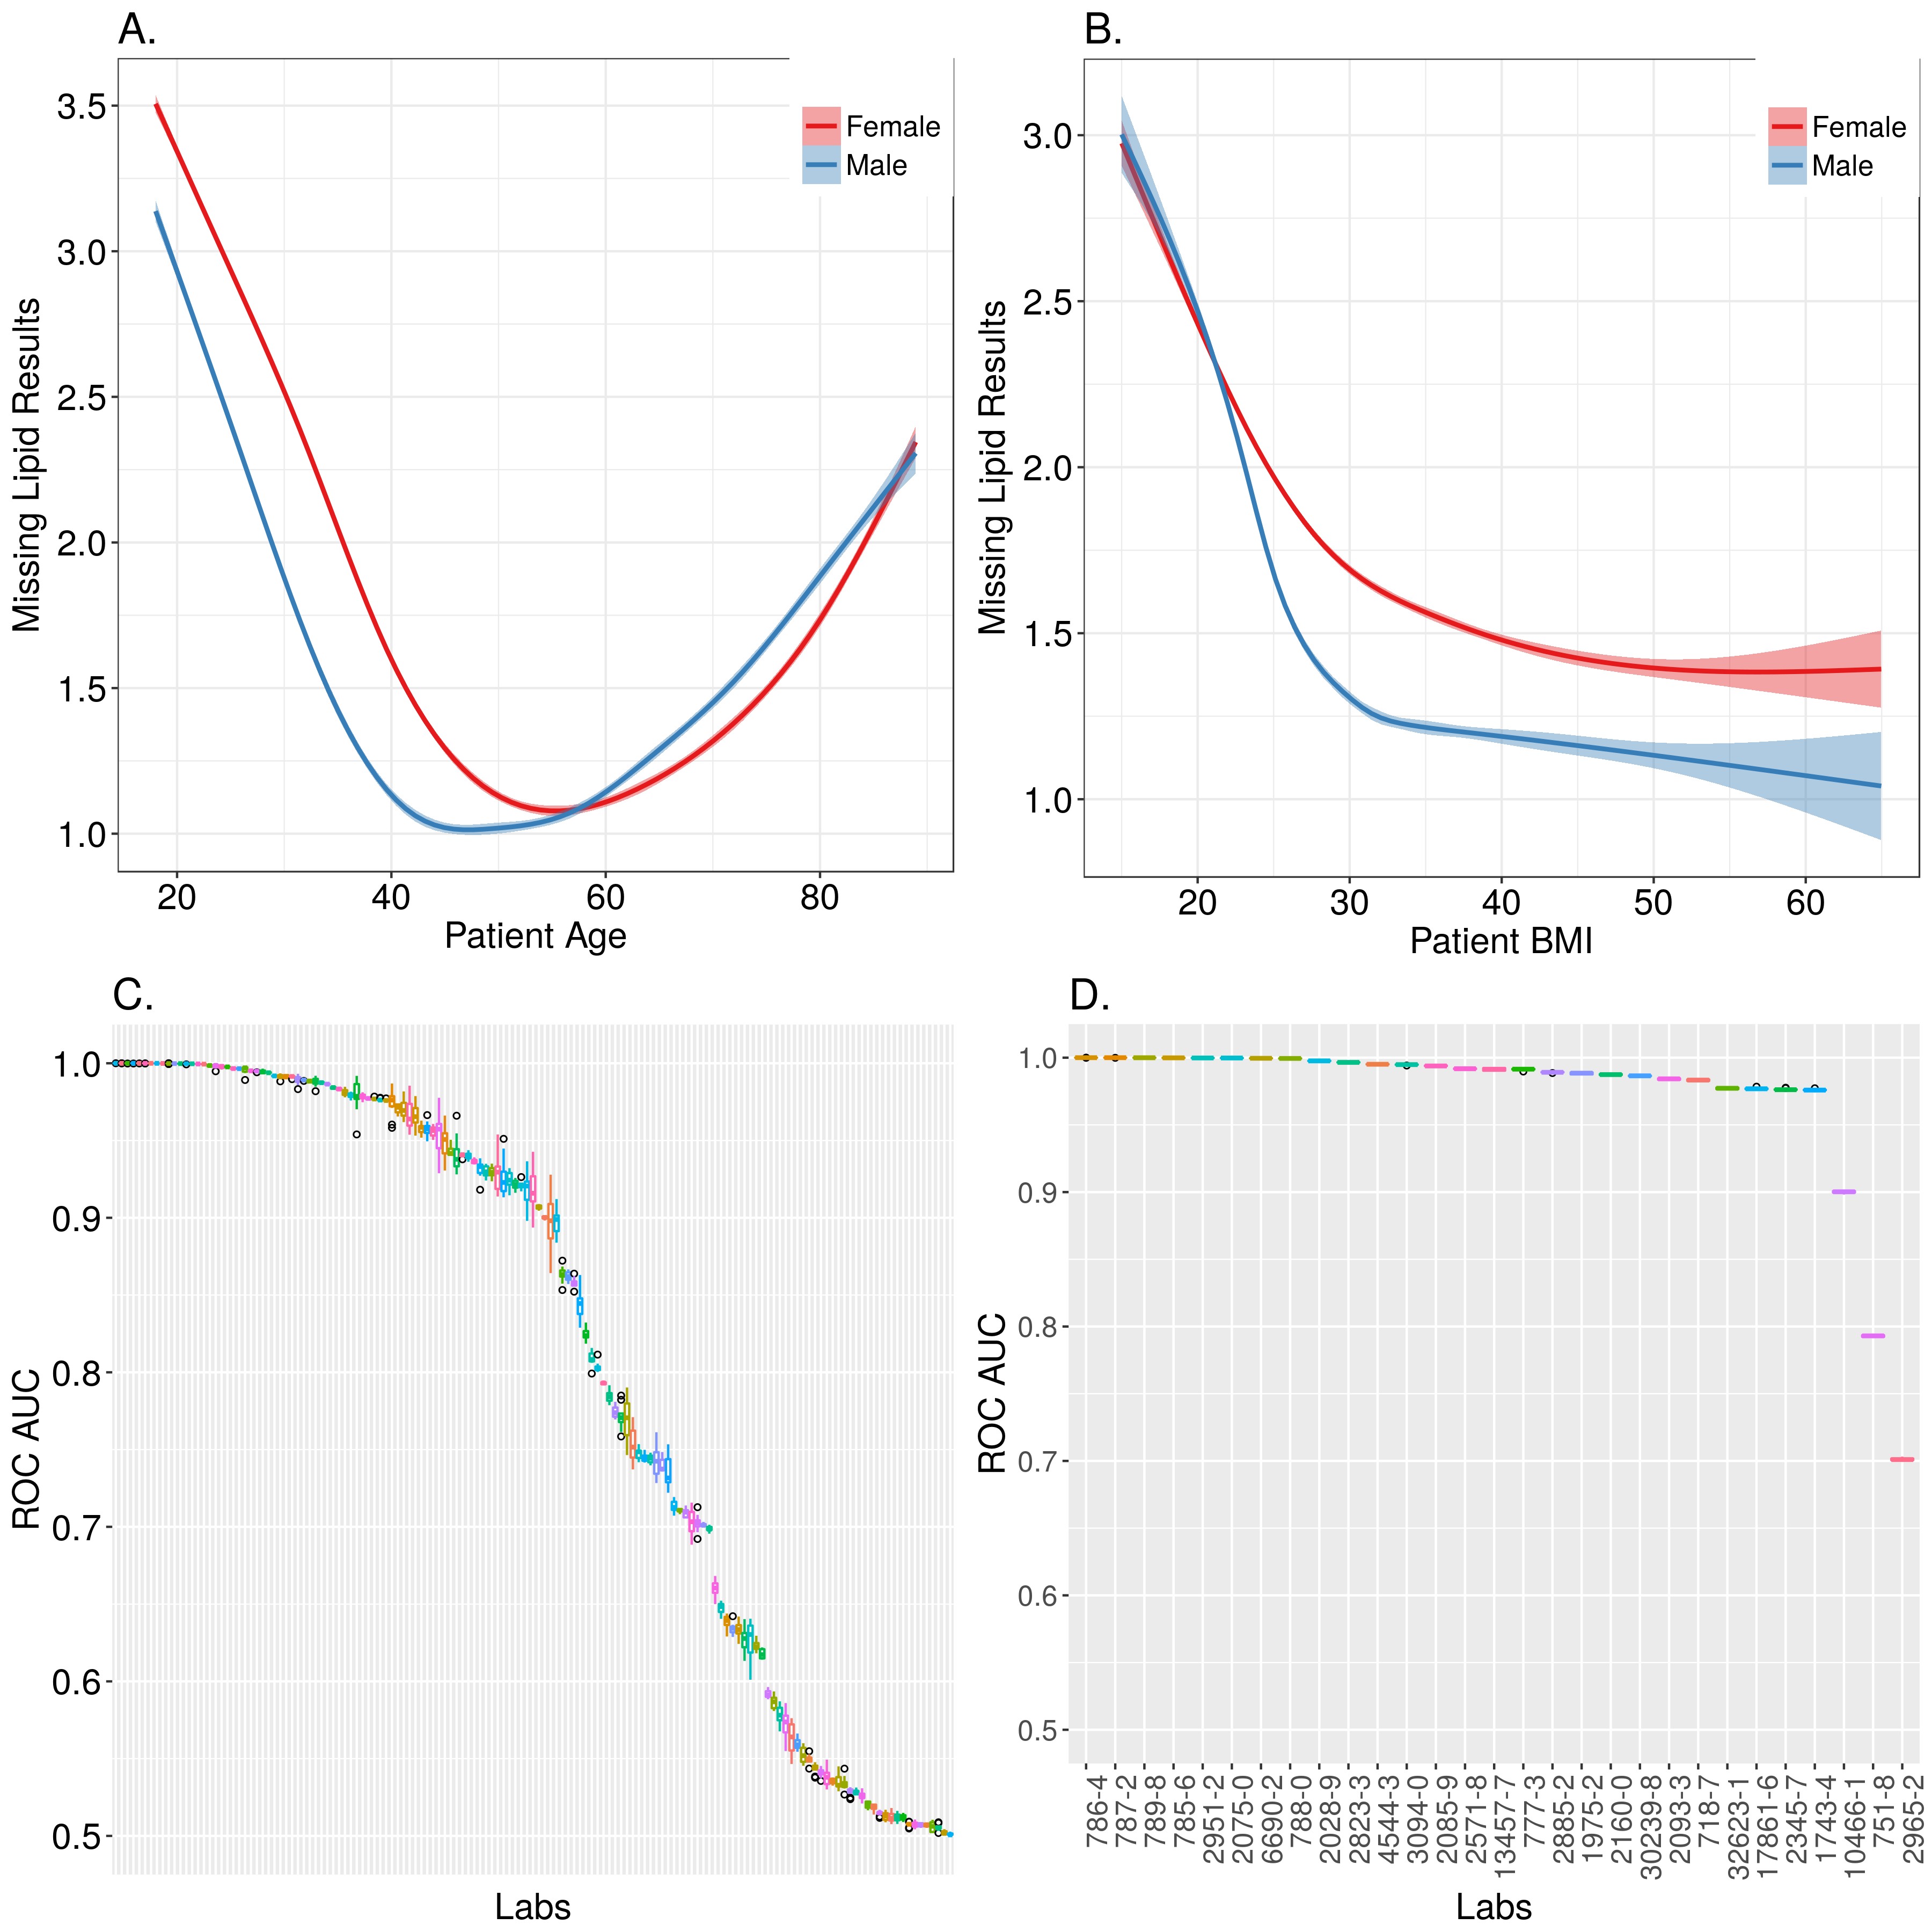 A.
Missing Lipid Results
3.5
3.0
2.5
2.0
1.5
1.0
20 40 60 80
Patient Age
Female
Male
B.
Missing Lipid Results
3.0
2.5
2.0
1.5
1.0
20 30 40 50 60
Patient BMI
Female
Male
C.
ROC AUC
1.0
0.9
0.8
0.7
0.6
0.5
Labs
D.
ROC AUC
1.0
0.9
0.8
0.7
0.6
0.5
786-4
787-2
789-8
785-6
2951-2
2075-0
6690-2
788-0
2028-9
2823-3
4544-3
3094-0
2085-9
2571-8
13457-7
777-3
2885-2
1975-2
2160-0
302399-8
2093-3
718-7
32623-1
17861-6
2345-7
1743-4
10466-1
751-8
29665-2
Labs